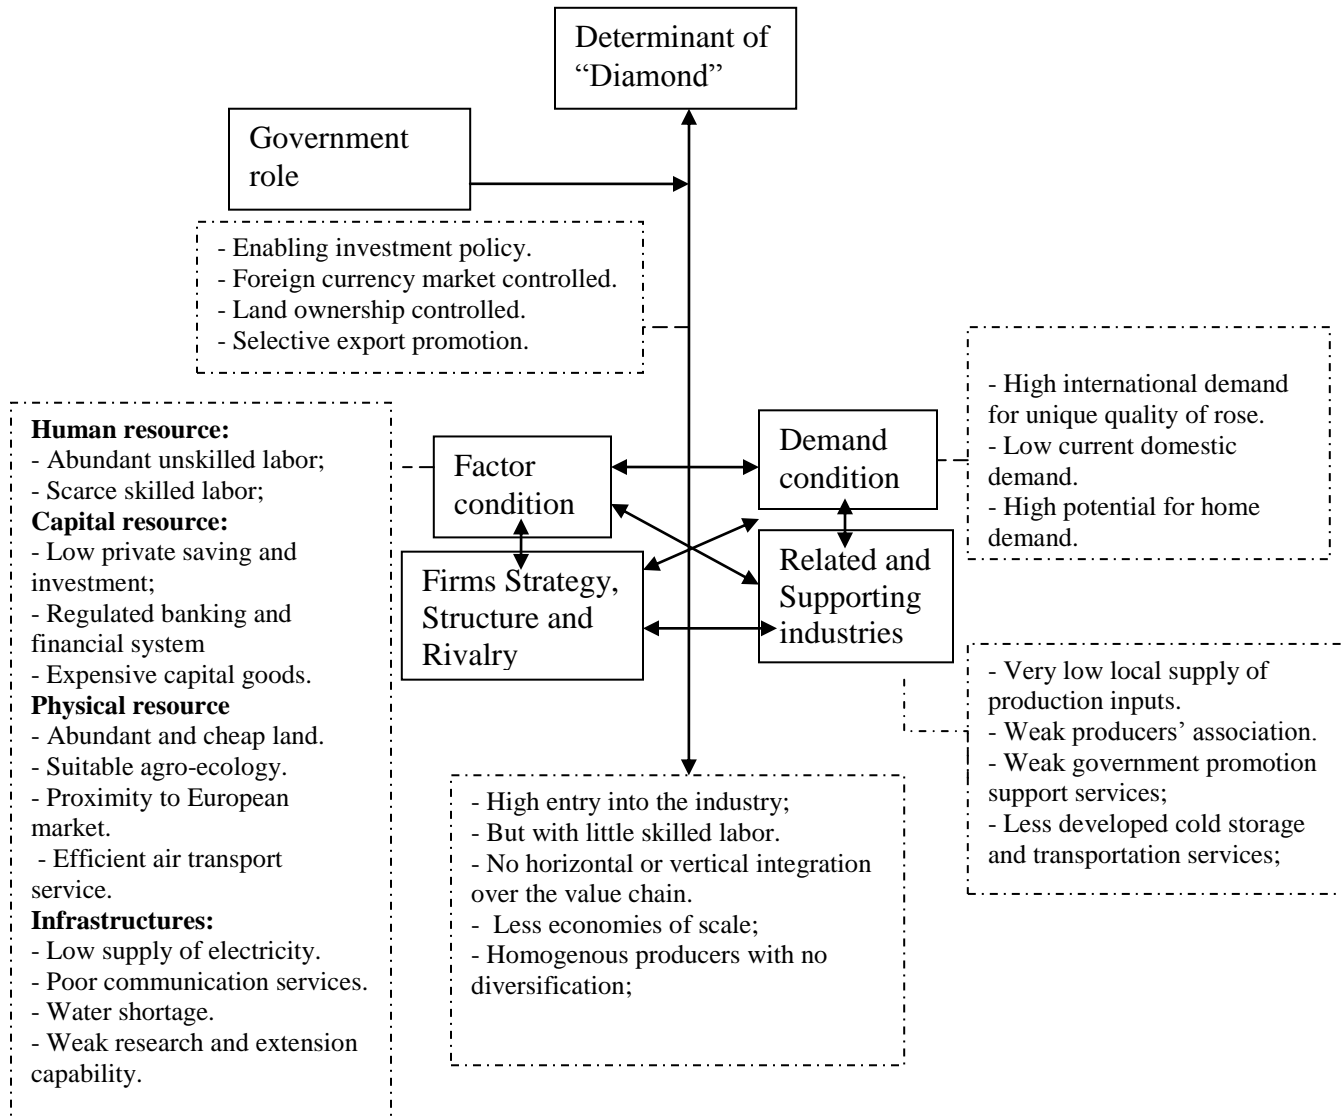 Determinant of
“Diamond”
Government
role
- Enabling investment policy.
- Foreign currency market controlled.
- Land ownership controlled.
- Selective export promotion.
- High international demand
for unique quality of rose.
- Low current domestic
demand.
- High potential for home
demand.
Human resource:
- Abundant unskilled labor;
- Scarce skilled labor;
Capital resource:
- Low private saving and
investment;
- Regulated banking and
financial system
- Expensive capital goods.
Physical resource
- Abundant and cheap land.
- Suitable agro-ecology.
- Proximity to European
market.
- Efficient air transport
service.
Infrastructures:
- Low supply of electricity.
- Poor communication services.
- Water shortage.
- Weak research and extension
capability.
Factor
condition
Demand
condition
Firms Strategy,
Structure and
Rivalry
Related and
Supporting
industries
- Very low local supply of
production inputs.
- Weak producers’ association.
- Weak government promotion
support services;
- Less developed cold storage
and transportation services;
- High entry into the industry;
- But with little skilled labor.
- No horizontal or vertical integration
over the value chain.
- Less economies of scale;
- Homogenous producers with no
diversification;